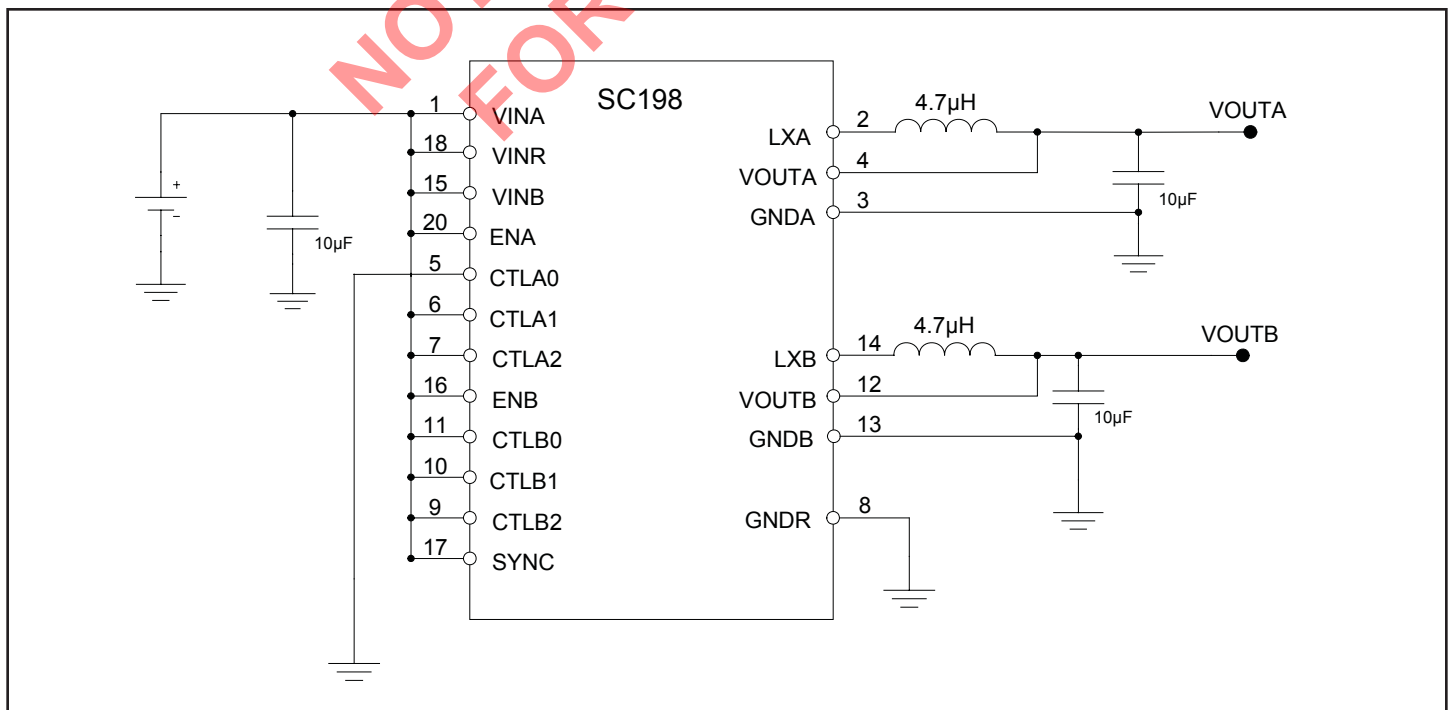 NOT
FOR
SC198
1 VINA
18 VINR
15 VINB
20 ENA
5 CTLA0
6 CTLA1
7 CTLA2
16 ENB
11 CTLB0
10 CTLB1
9 CTLB2
17 SYNC
+
-
10µF
LXA 2
4.7µH
VOUTA
VOUTA 4
GNDA 3
10µF
LXB 14
4.7µH
VOUTB
VOUTB 12
GNDB 13
10µF
GNDR 8